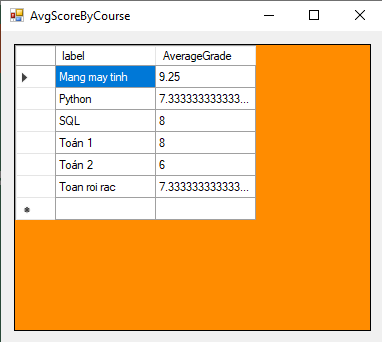 AvgScoreByCourse
label AverageGrade
Mang may tinh 9.25
Python 7.333333333333...
SQL 8
Toán 1 8
Toán 2 6
Toan roi rac 7.333333333333...